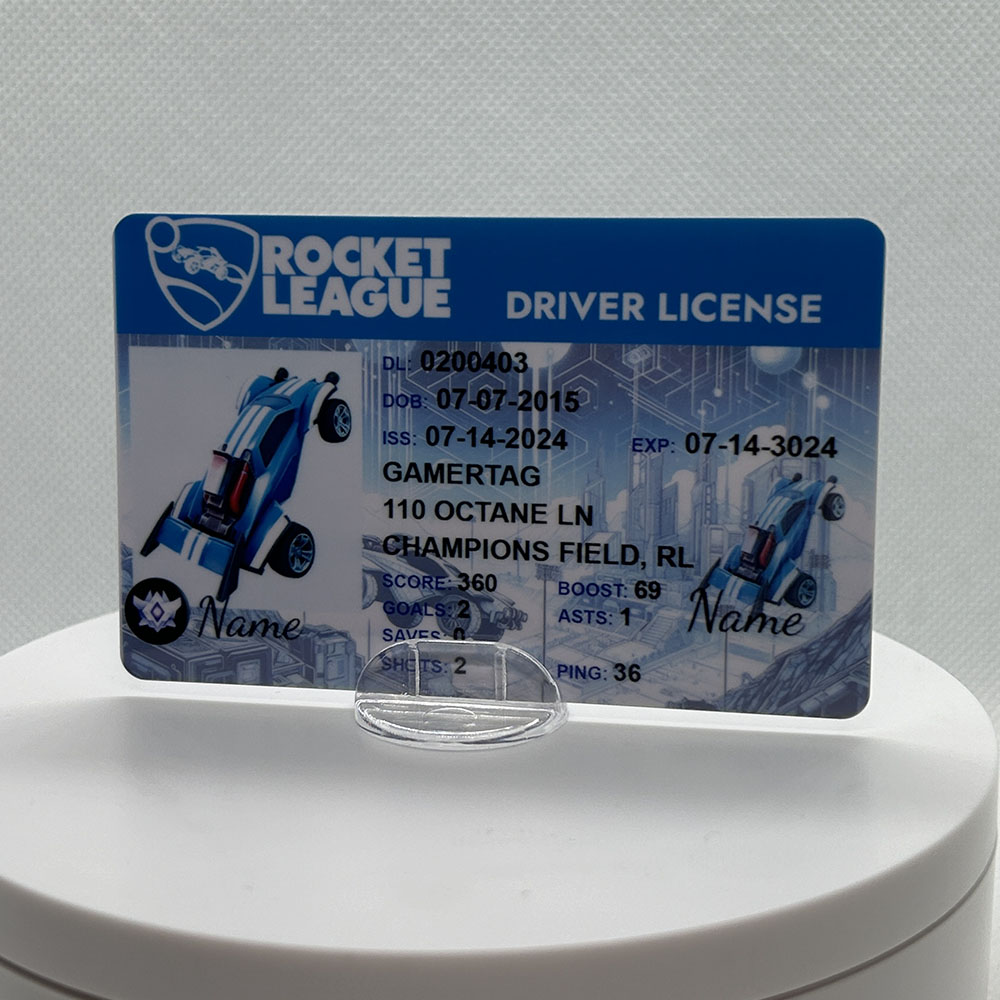 ROCKET
LEAGUE
DRIVER LICENSE
DL: 0200403
DOB: 07-07-2015
ISS: 07-14-2024 EXP: 07-14-3024
GAMERTAG
110 OCTANE LN
CHAMPIONS FIELD, RL
SCORE: 360 BOOST: 69
GOALS: 2 ASTS: 1
SAVES: 0
SHOTS: 2 PING: 36
Name
Name